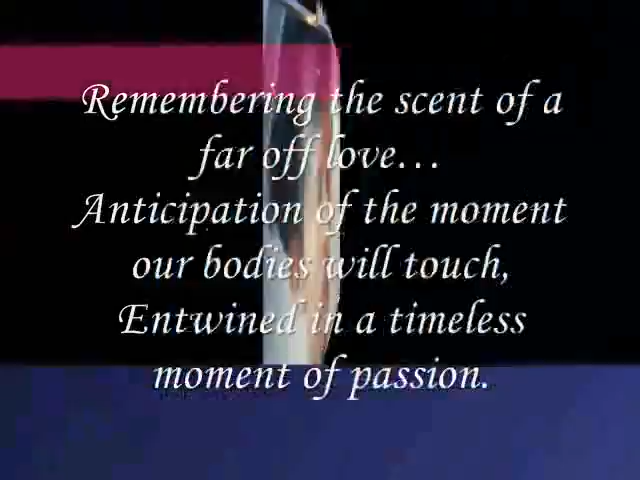 Remembering the scent of a
far off love...
Anticipation of the moment
our bodies will touch,
Entwined in a timeless
moment of passion.